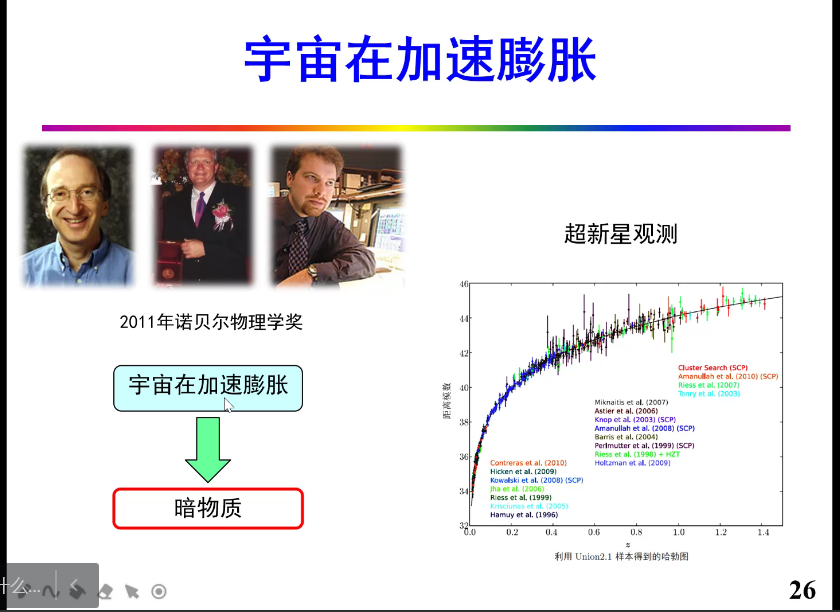 宇宙在加速膨胀
2011年诺贝尔物理学奖
宇宙在加速膨胀
暗物质
超新星观测
46
44
42
40
38
36
34
32
距离模数
0.0 0.2 0.4 0.6 0.8 1.0 1.2 1.4
z
Cluster Search (SCP)
Amanullah et al. (2010) (SCP)
Riess et al. (2007)
Tonry et al. (2003)
Miknaitis et al. (2007)
Astier et al. (2006)
Knop et al. (2003) (SCP)
Amanullah et al. (2008) (SCP)
Barris et al. (2004)
Perlmutter et al. (1999) (SCP)
Riess et al. (1998) + HZT
Holtzman et al. (2009)
Contreras et al. (2010)
Hicken et al. (2009)
Kowalski et al. (2008) (SCP)
Jha et al. (2006)
Riess et al. (1999)
Krisciunas et al. (2005)
Hamuy et al. (1996)
利用 Union2.1 样本得到的哈勃图
什么...
26